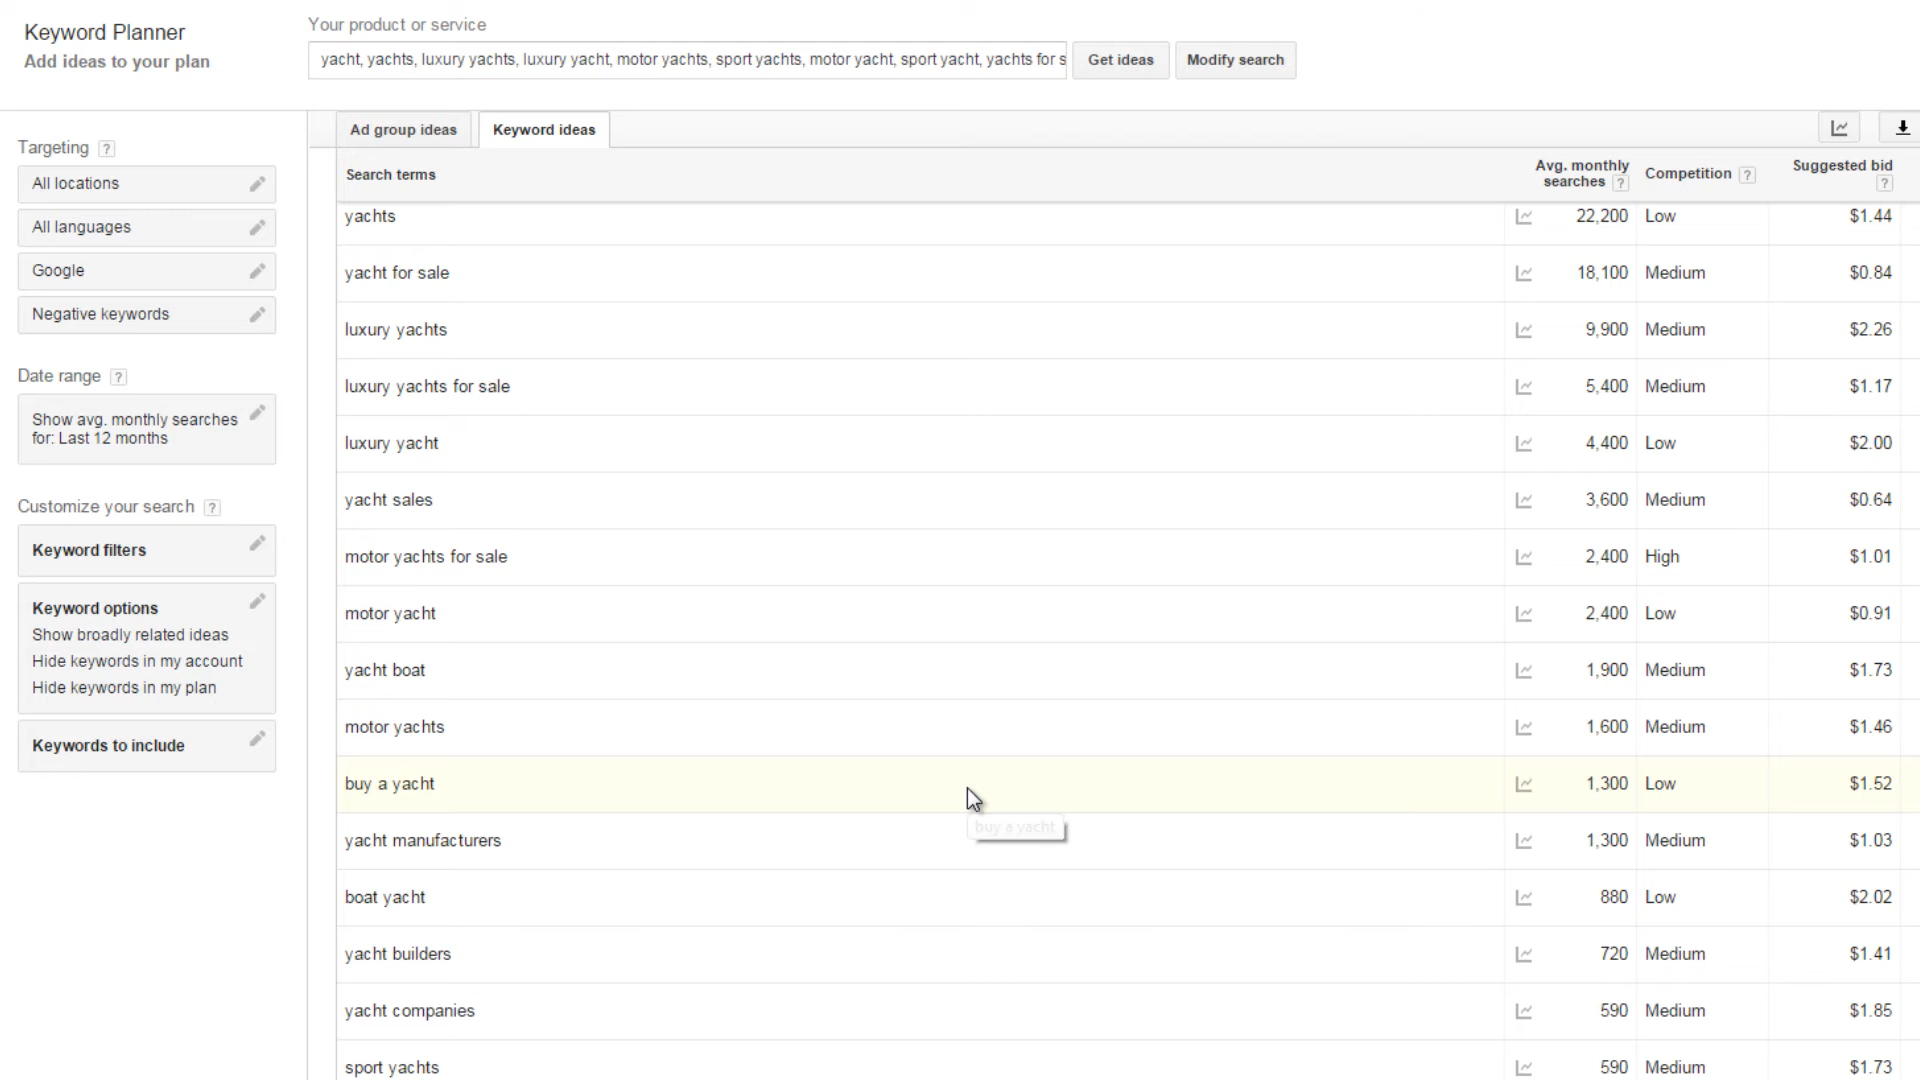 Keyword Planner
Add ideas to your plan
Your product or service
yacht, yachts, luxury yachts, luxury yacht, motor yachts, sport yachts, motor yacht, sport yacht, yachts for s
Get ideas
Modify search
Targeting ?
All locations
All languages
Google
Negative keywords
Date range ?
Show avg. monthly searches
for: Last 12 months
Customize your search ?
Keyword filters
Keyword options
Show broadly related ideas
Hide keywords in my account
Hide keywords in my plan
Keywords to include
Ad group ideas
Keyword ideas
Search terms
Avg. monthly
searches ?
Competition ?
Suggested bid
?
yachts 22,200 Low $1.44
yacht for sale 18,100 Medium $0.84
luxury yachts 9,900 Medium $2.26
luxury yachts for sale 5,400 Medium $1.17
luxury yacht 4,400 Low $2.00
yacht sales 3,600 Medium $0.64
motor yachts for sale 2,400 High $1.01
motor yacht 2,400 Low $0.91
yacht boat 1,900 Medium $1.73
motor yachts 1,600 Medium $1.46
buy a yacht 1,300 Low $1.52
buy a yacht
yacht manufacturers 1,300 Medium $1.03
boat yacht 880 Low $2.02
yacht builders 720 Medium $1.41
yacht companies 590 Medium $1.85
sport yachts 590 Medium $1.73